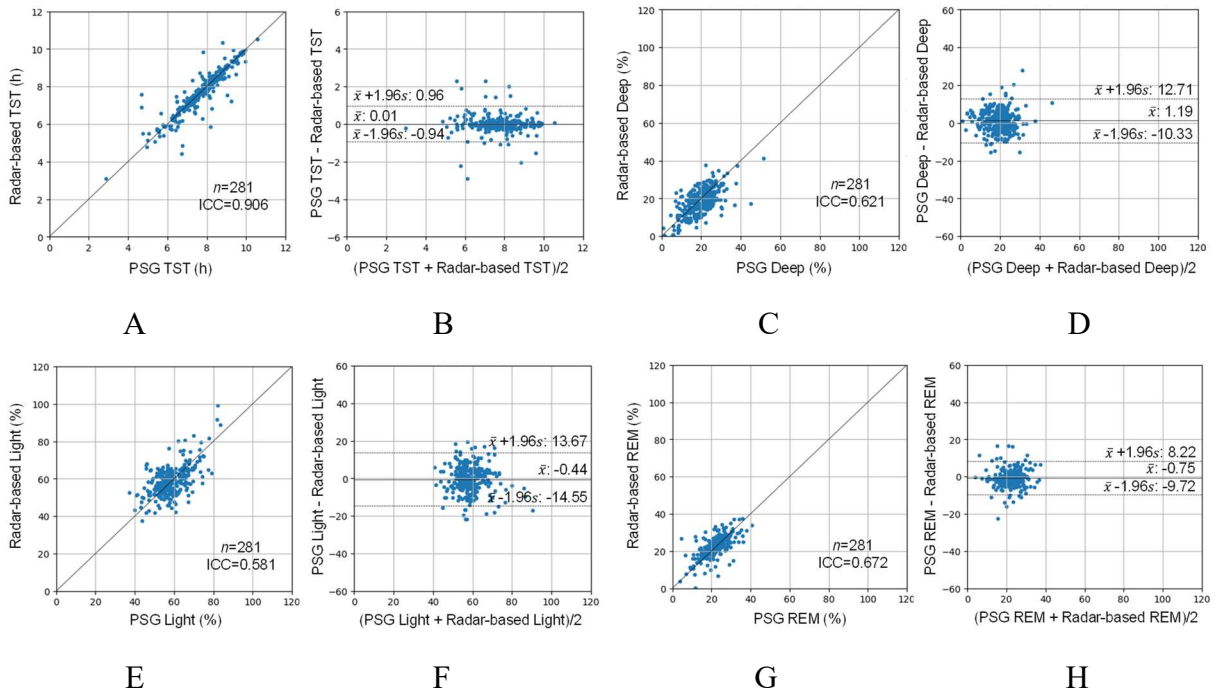 12
10
8
6
4
2
0
0 2 4 6 8 10 12
Radar-based TST (h)
PSG TST (h)
n=281
ICC=0.906
A
6
4
2
0
−2
−4
−6
0 2 4 6 8 10 12
PSG TST - Radar-based TST
(PSG TST + Radar-based TST)/2
x̄ +1.96s: 0.96
x̄: 0.01
x̄ -1.96s: -0.94
B
120
100
80
60
40
20
0
0 20 40 60 80 100 120
Radar-based Deep (%)
PSG Deep (%)
n=281
ICC=0.621
C
60
40
20
0
−20
−40
−60
0 20 40 60 80 100 120
PSG Deep - Radar-based Deep
(PSG Deep + Radar-based Deep)/2
x̄ +1.96s: 12.71
x̄: 1.19
x̄ -1.96s: -10.33
D
120
100
80
60
40
20
0
0 20 40 60 80 100 120
Radar-based Light (%)
PSG Light (%)
n=281
ICC=0.581
E
60
40
20
0
−20
−40
−60
0 20 40 60 80 100 120
PSG Light - Radar-based Light
(PSG Light + Radar-based Light)/2
x̄ +1.96s: 13.67
x̄: -0.44
x̄ -1.96s: -14.55
F
120
100
80
60
40
20
0
0 20 40 60 80 100 120
Radar-based REM (%)
PSG REM (%)
n=281
ICC=0.672
G
60
40
20
0
−20
−40
−60
0 20 40 60 80 100 120
PSG REM - Radar-based REM
(PSG REM + Radar-based REM)/2
x̄ +1.96s: 8.22
x̄: -0.75
x̄ -1.96s: -9.72
H